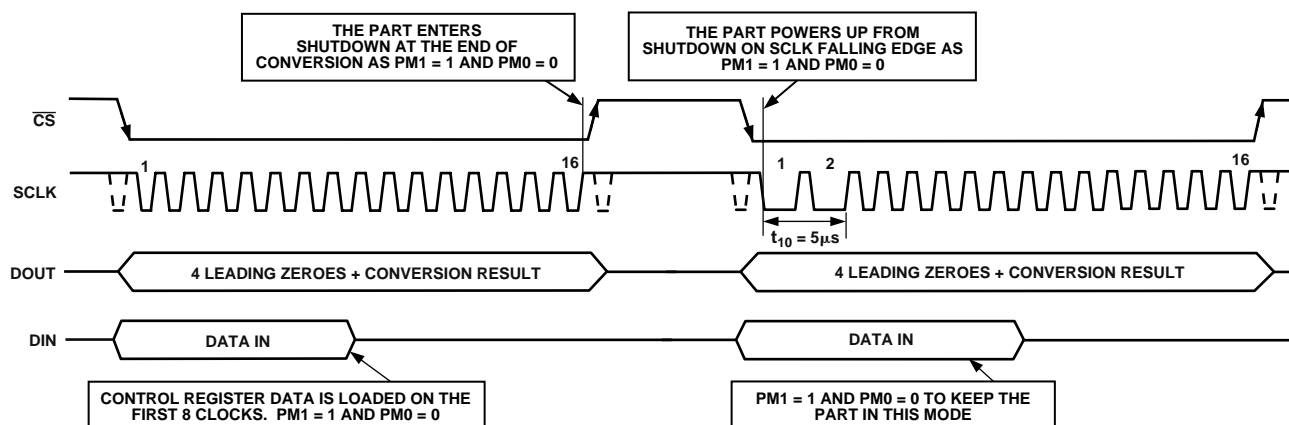 THE PART ENTERS
SHUTDOWN AT THE END OF
CONVERSION AS PM1 = 1 AND PM0 = 0
THE PART POWERS UP FROM
SHUTDOWN ON SCLK FALLING EDGE AS
PM1 = 1 AND PM0 = 0
CS
SCLK
1
16
1
2
16
t10 = 5μs
DOUT
4 LEADING ZEROES + CONVERSION RESULT
4 LEADING ZEROES + CONVERSION RESULT
DIN
DATA IN
DATA IN
CONTROL REGISTER DATA IS LOADED ON THE
FIRST 8 CLOCKS. PM1 = 1 AND PM0 = 0
PM1 = 1 AND PM0 = 0 TO KEEP THE
PART IN THIS MODE